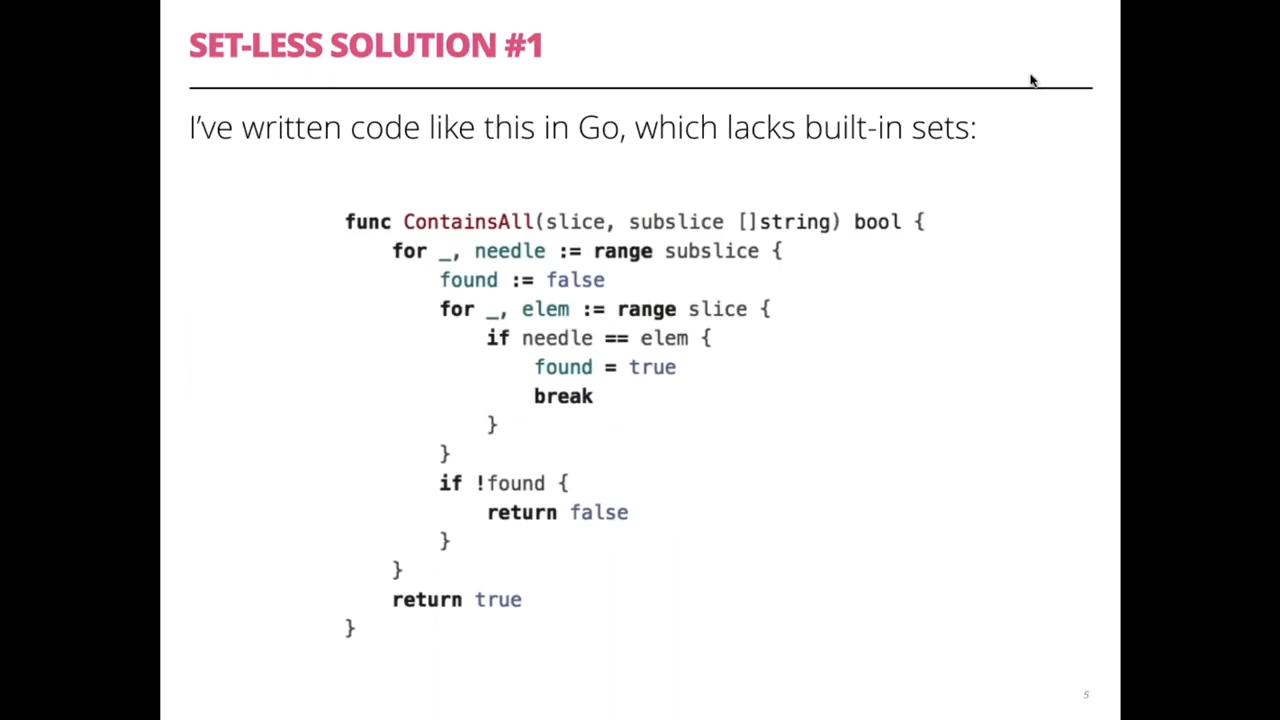 SET-LESS SOLUTION #1
I’ve written code like this in Go, which lacks built-in sets:
func ContainsAll(slice, subslice []string) bool {
    for _, needle := range subslice {
        found := false
        for _, elem := range slice {
            if needle == elem {
                found = true
                break
            }
        }
        if !found {
            return false
        }
    }
    return true
}
5